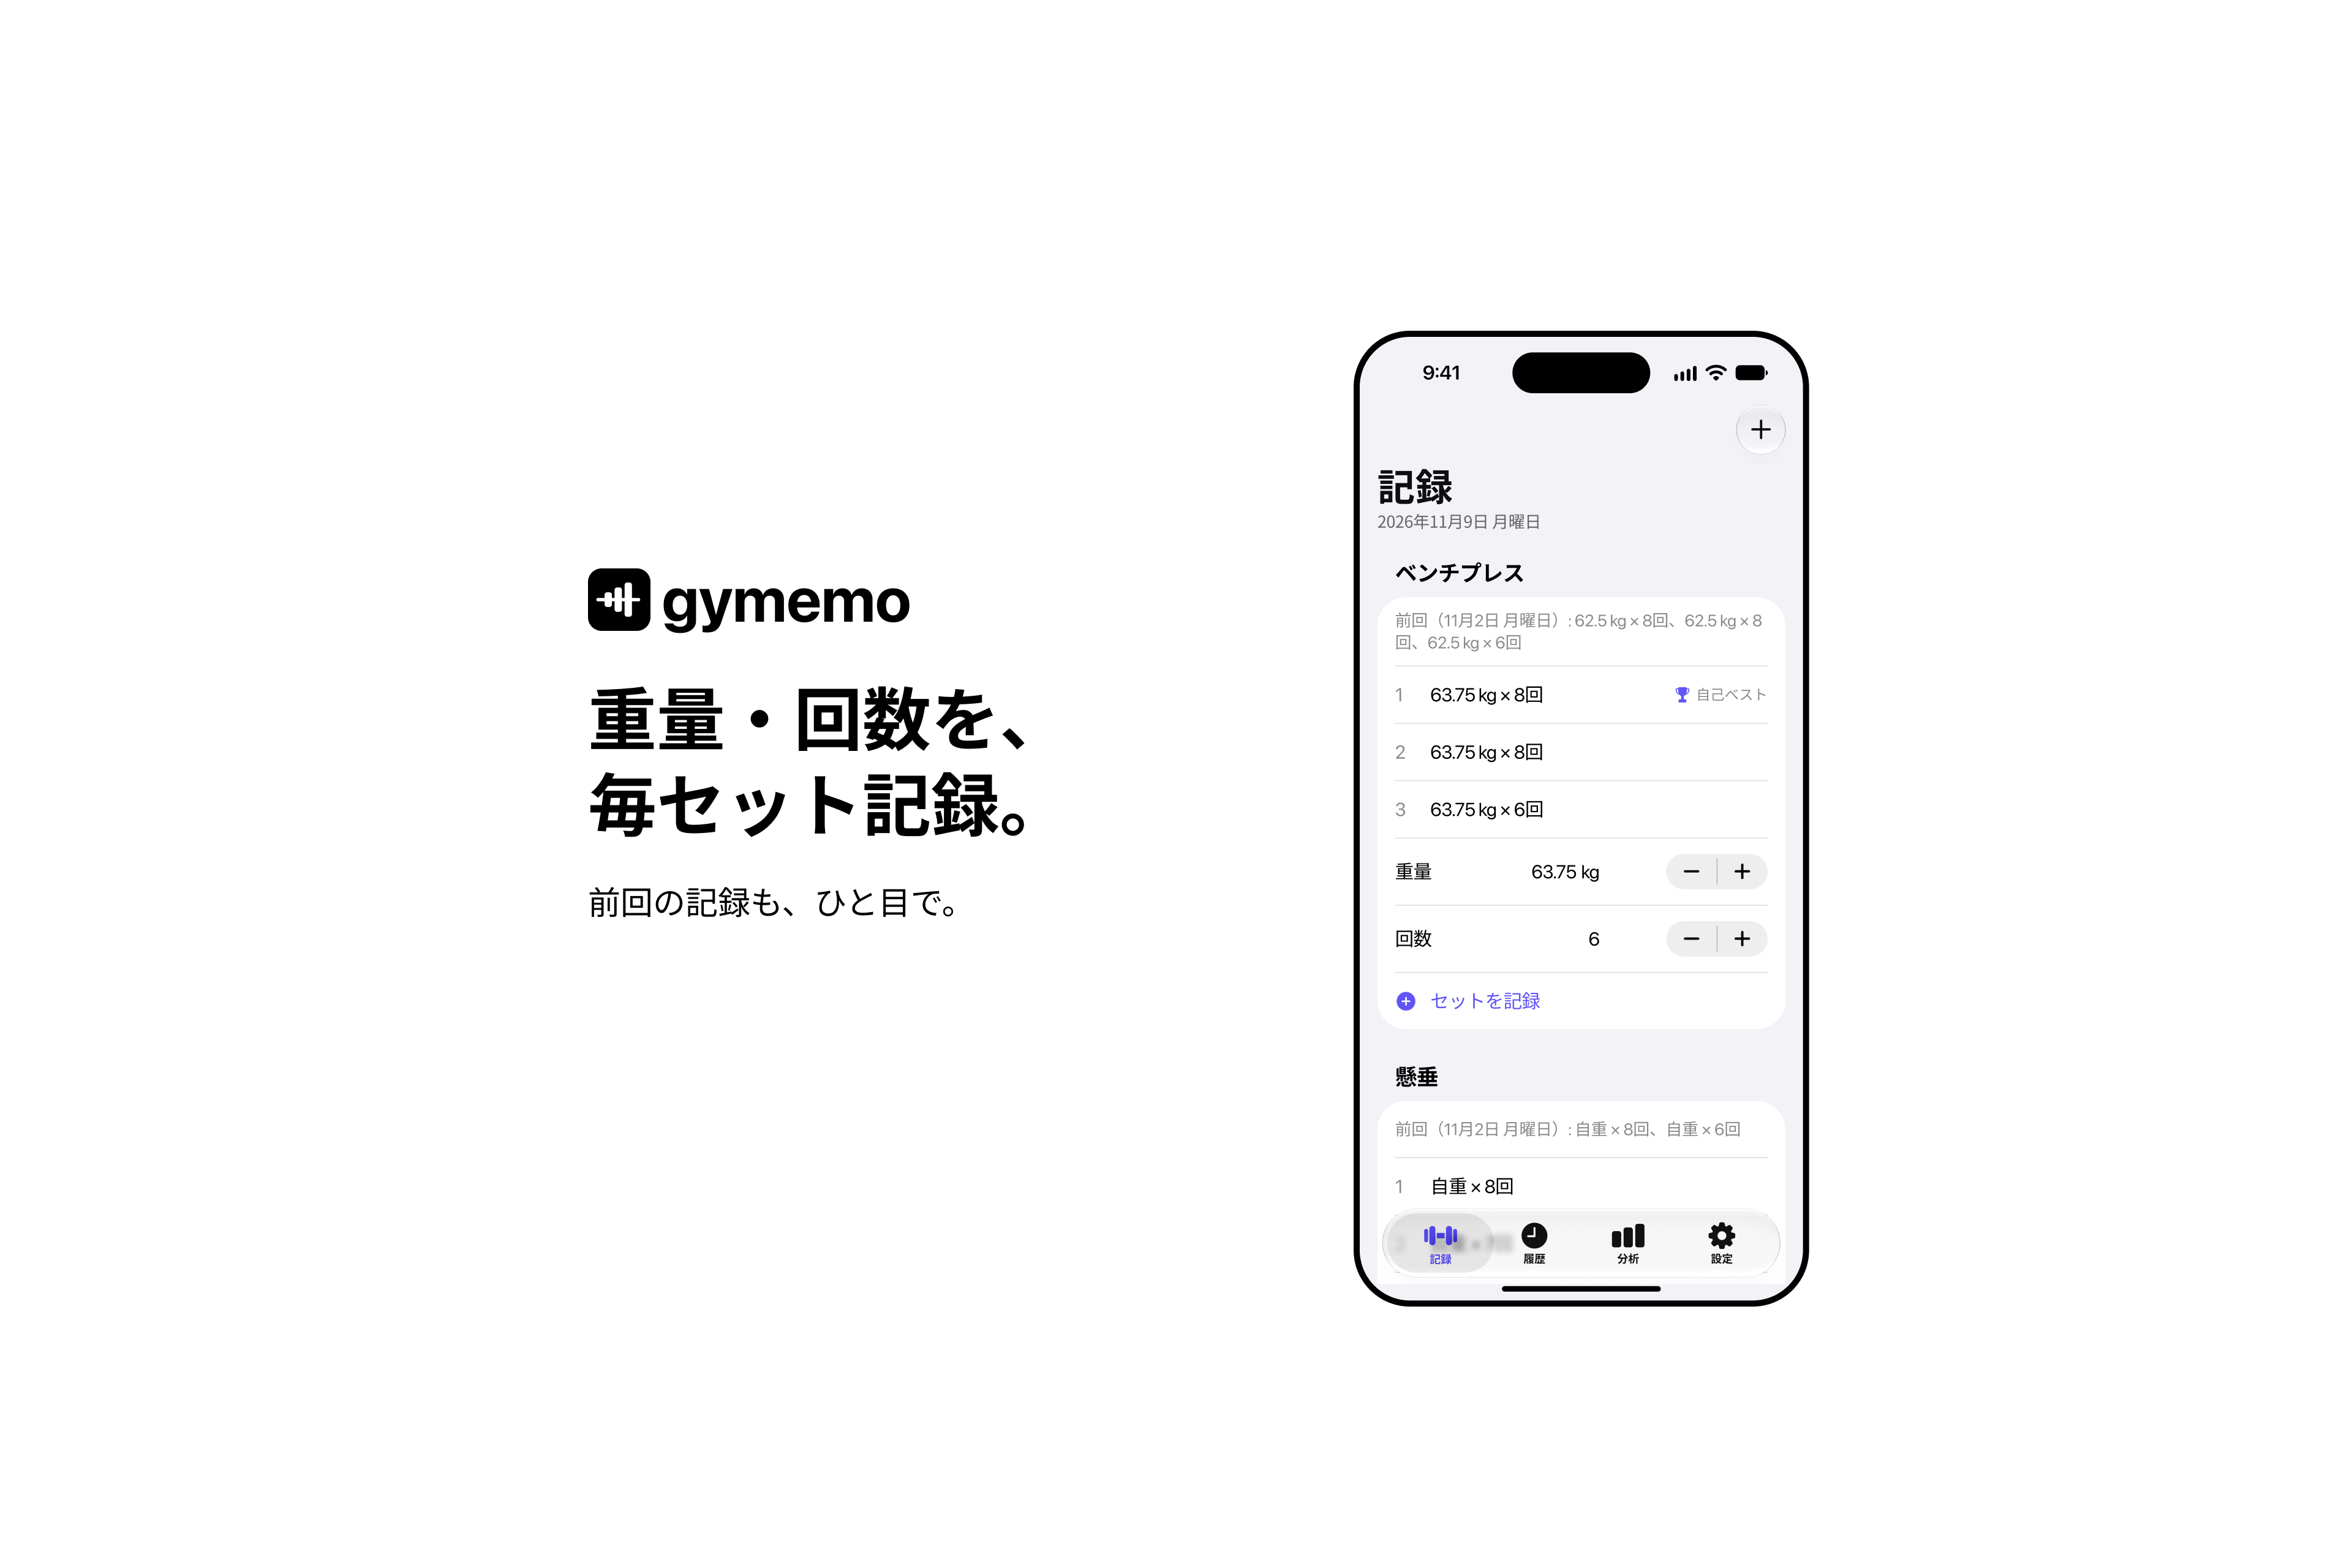 gymemo
重量・回数を、
毎セット記録。
前回の記録も、ひと目で。
9:41
記録
2026年11月9日 月曜日
ベンチプレス
前回（11月2日 月曜日）: 62.5 kg × 8回、62.5 kg × 8
回、62.5 kg × 6回
1 63.75 kg × 8回 自己ベスト
2 63.75 kg × 8回
3 63.75 kg × 6回
重量 63.75 kg
回数 6
セットを記録
懸垂
前回（11月2日 月曜日）: 自重 × 8回、自重 × 6回
1 自重 × 8回
記録 履歴 分析 設定